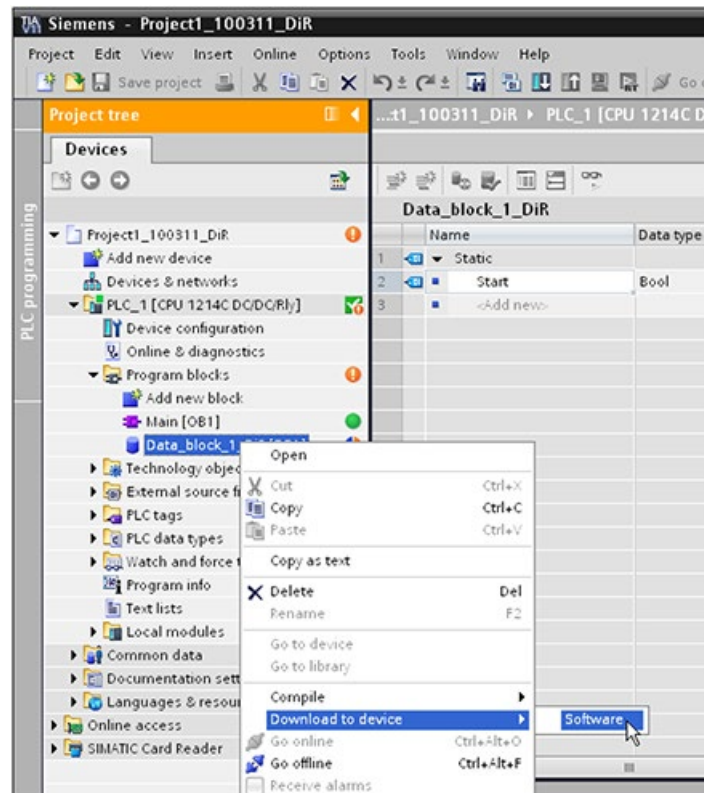 Siemens - Project1_100311_DiR
Project Edit View Insert Online Options Tools Window Help
Save project Go
Project tree
...t1_100311_DiR ▸ PLC_1 [CPU 1214C D
Devices
PLC programming
Data_block_1_DiR
Name Data type
Project1_100311_DiR
Add new device
1 Static
Devices & networks
2 Start Bool
PLC_1 [CPU 1214C DC/DC/Rly]
3 <Add new>
Device configuration
Online & diagnostics
Program blocks
Add new block
Main [OB1]
Data_block_1
Technology objec
External source f
PLC tags
PLC data types
Watch and force t
Program info
Text lists
Local modules
Common data
Documentation sett
Languages & resour
Online access
SIMATIC Card Reader
Open
Cut Ctrl+X
Copy Ctrl+C
Paste Ctrl+V
Copy as text
Delete Del
Rename F2
Go to device
Go to library
Compile
Download to device
Software
Go online Ctrl+Alt+O
Go offline Ctrl+Alt+F
Receive alarms